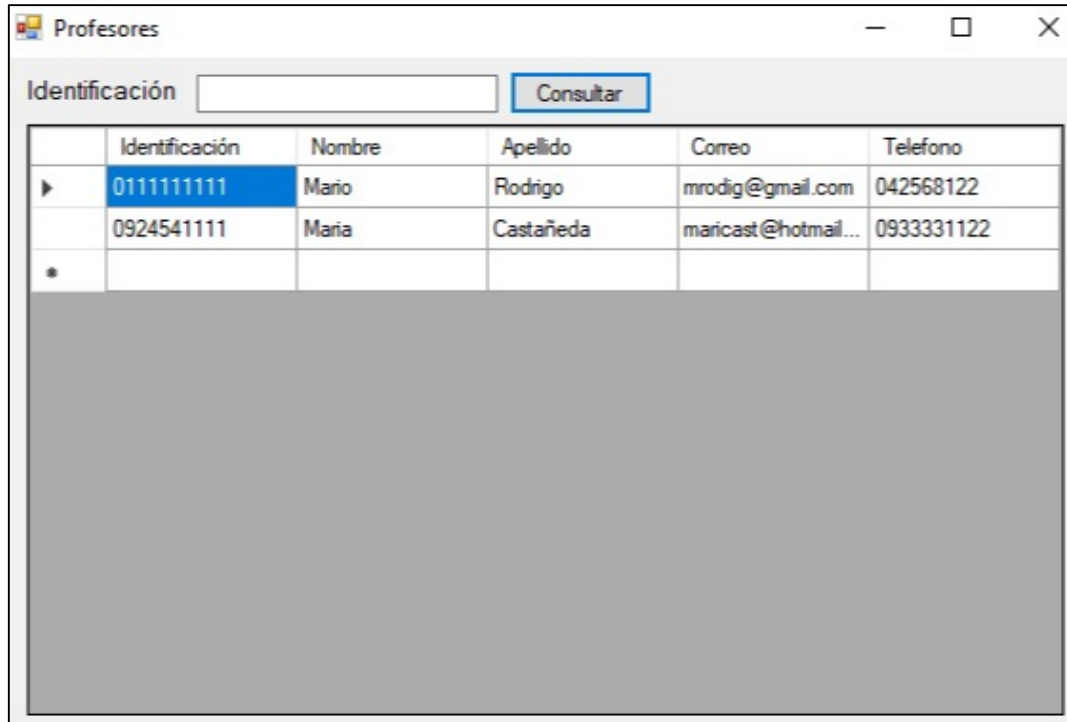 Profesores
Identificación Consultar
Identificación Nombre Apellido Correo Telefono
0111111111 Mario Rodrigo mrodig@gmail.com 042568122
0924541111 Maria Castañeda maricast@hotmail... 0933331122